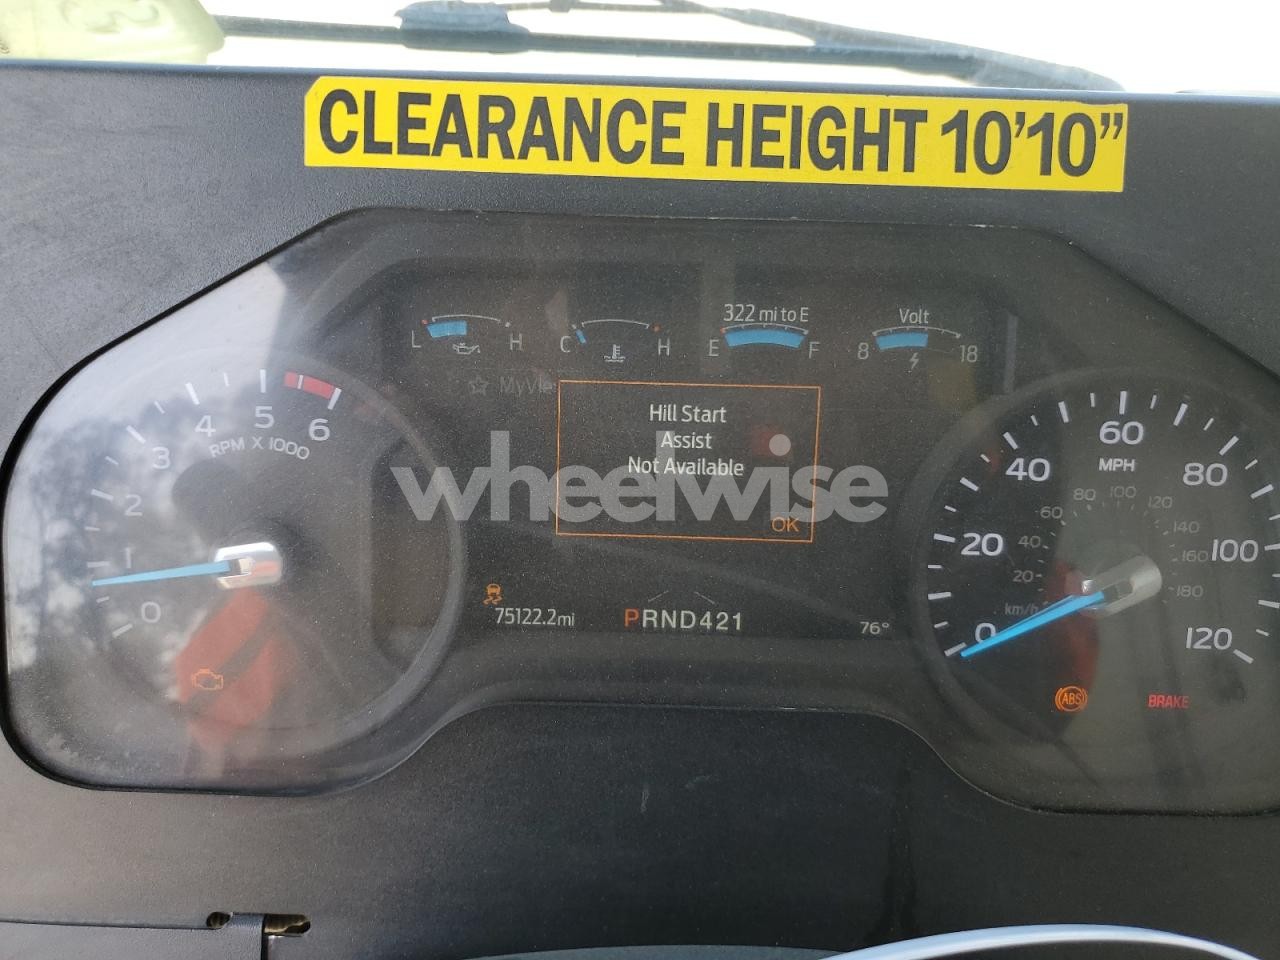 CLEARANCE HEIGHT 10'10"
322 mi to E
Volt
L H
C H
E F
8 18
Hill Start
Assist
Not Available
OK
wheelwise
0 1 2 3 4 5 6
RPM X 1000
0 20 40 60 80 100 120
MPH
20 40 60 80 100 120 140 160 180
km/h
75122.2 mi
PRND421
76°
ABS
BRAKE